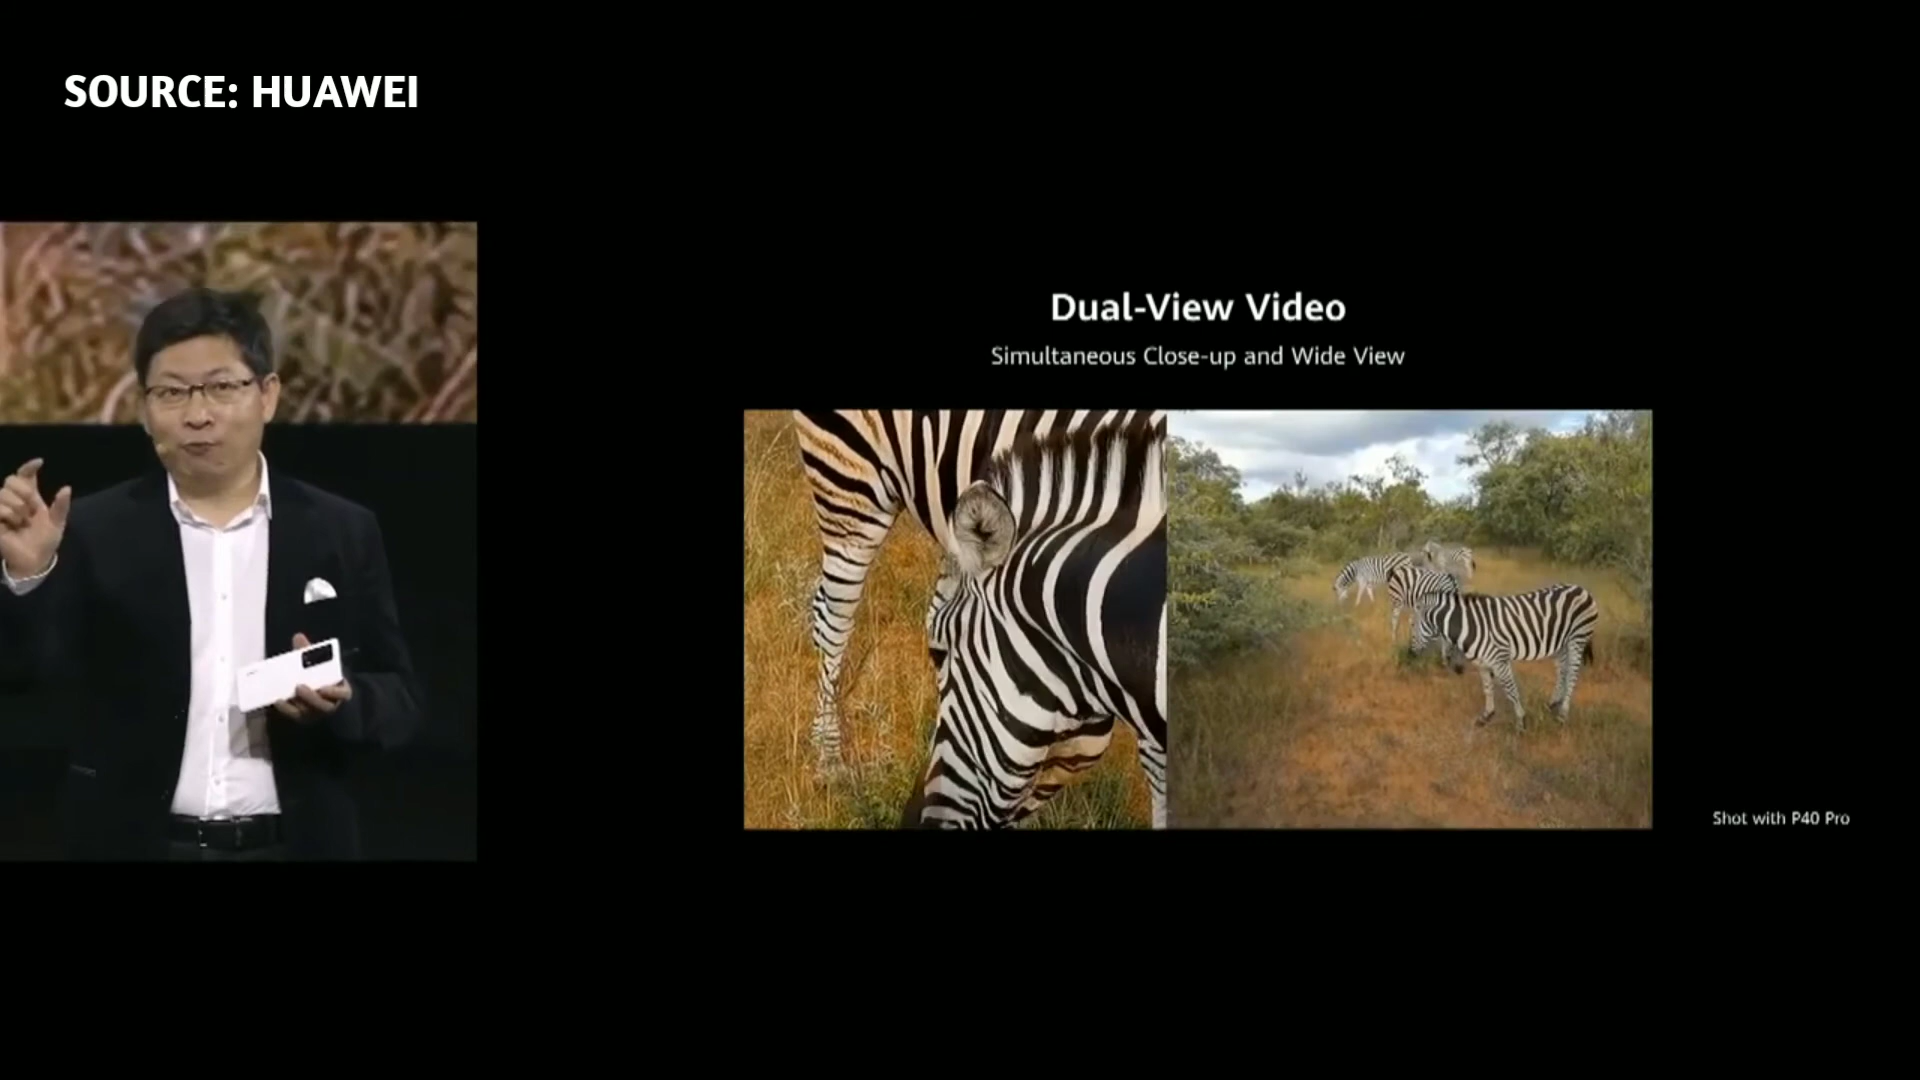 SOURCE: HUAWEI
Dual-View Video
Simultaneous Close-up and Wide View
Shot with P40 Pro